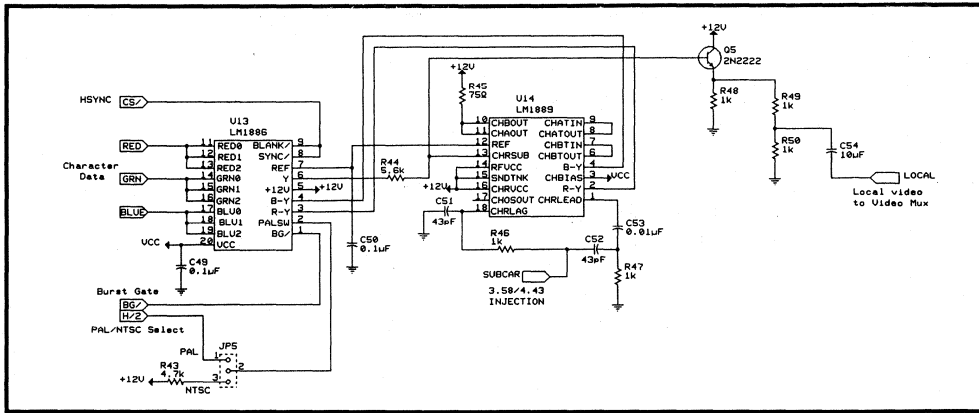 +12V
Q5
2N2222
+12V
R45
75Ω
U14
LM1889
R48
1k
R49
1k
HSYNC
CS/
U13
LM1886
10 CHBOUT CHATIN 9
11 CHAOUT CHATOUT 8
12 REF CHBTIN 7
13 CHRSUB CHBTOUT 6
14 RFVCC B-Y 4
15 SNDTNK CHBIAS 3 VCC
+12V 16 CHRVCC R-Y 2
17 CHOSOUT CHRLEAD 1
18 CHRLAG
RED
11 RED0 BLANK/ 9
12 RED1 SYNC/ 8
13 RED2 REF 7
14 GRN0 Y 6
15 GRN1 +12V 5 +12V
16 GRN2 B-Y 4
17 BLU0 R-Y 3
18 BLU1 PALSW 2
19 BLU2 BG/ 1
20 VCC
Character
Data
GRN
BLUE
VCC
R44
5.6k
R50
1k
C54
10µF
LOCAL
Local video
to Video Mux
C51
43pF
C53
0.01µF
R46
1k
C52
43pF
R47
1k
C49
0.1µF
C50
0.1µF
SUBCAR
3.58/4.43
INJECTION
Burst Gate
BG/
H/2
PAL/NTSC Select
JP5
PAL 1
2
3
NTSC
R43
4.7k
+12V